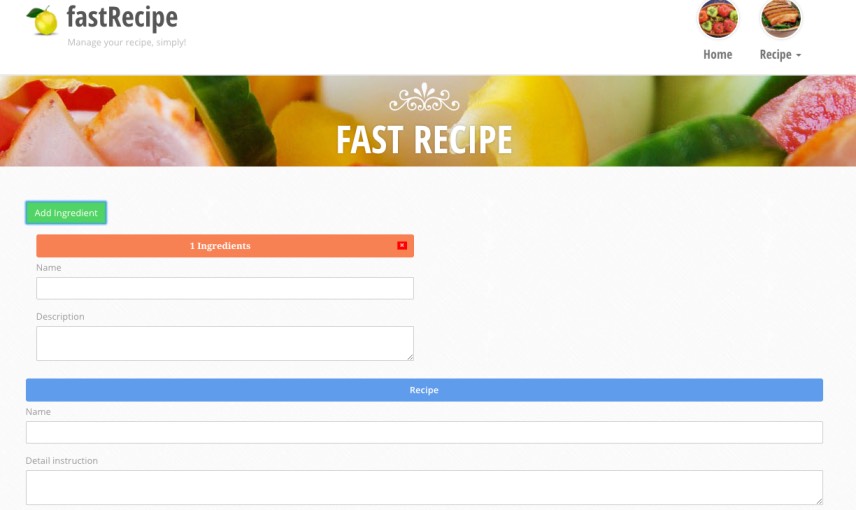 fastRecipe
Manage your recipe, simply!
Home
Recipe
FAST RECIPE
Add Ingredient
1 Ingredients
Name
Description
Recipe
Name
Detail instruction